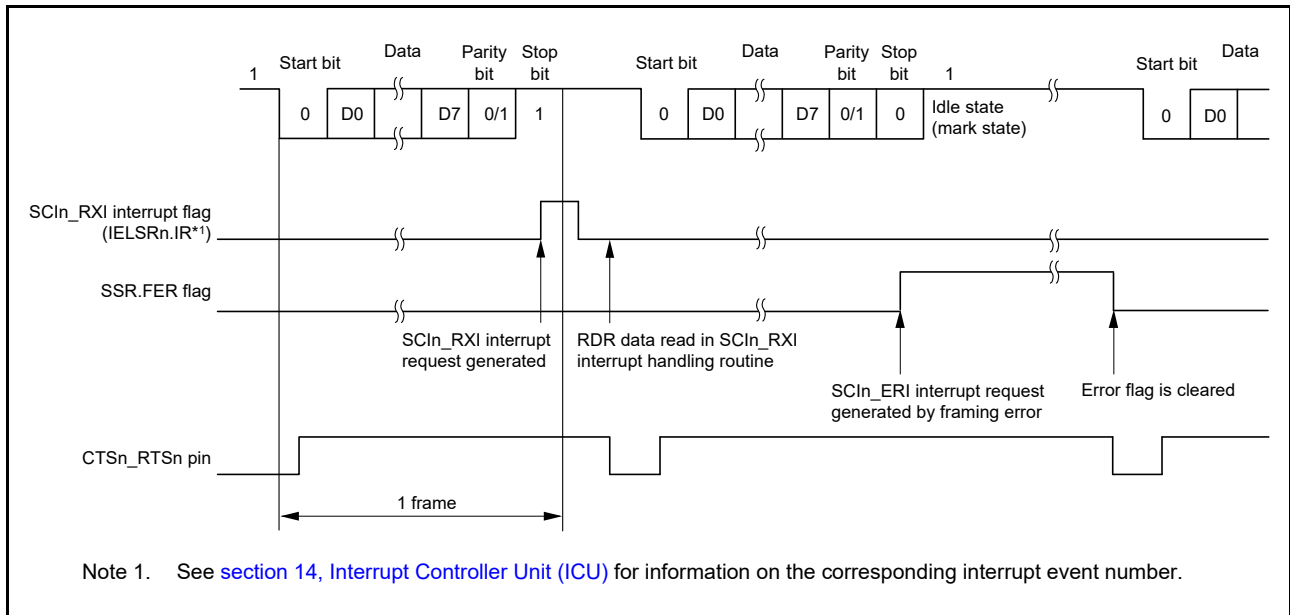 Data Parity Stop Data Parity Stop Data
1 Start bit bit bit Start bit bit bit 1 Start bit
0 D0 D7 0/1 1 0 D0 D7 0/1 0 Idle state 0 D0
(mark state)
SCIn_RXI interrupt flag
(IELSRn.IR*1)
SSR.FER flag
SCIn_RXI interrupt RDR data read in SCIn_RXI
request generated interrupt handling routine
SCIn_ERI interrupt request Error flag is cleared
generated by framing error
CTSn_RTSn pin
1 frame
Note 1. See section 14, Interrupt Controller Unit (ICU) for information on the corresponding interrupt event number.